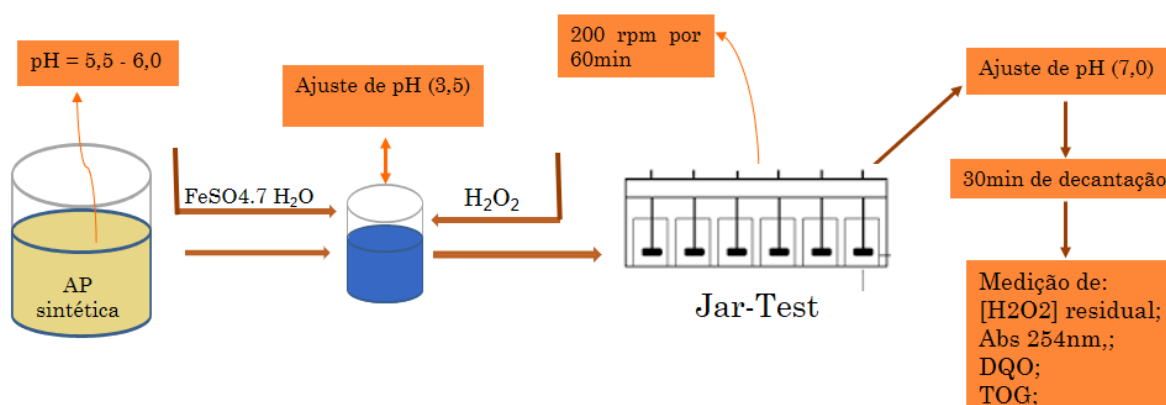 pH = 5,5 - 6,0
AP
sintética
FeSO4.7 H₂O
Ajuste de pH (3,5)
H₂O₂
200 rpm por
60min
Jar-Test
Ajuste de pH (7,0)
30min de decantação
Medição de:
[H2O2] residual;
Abs 254nm,;
DQO;
TOG;